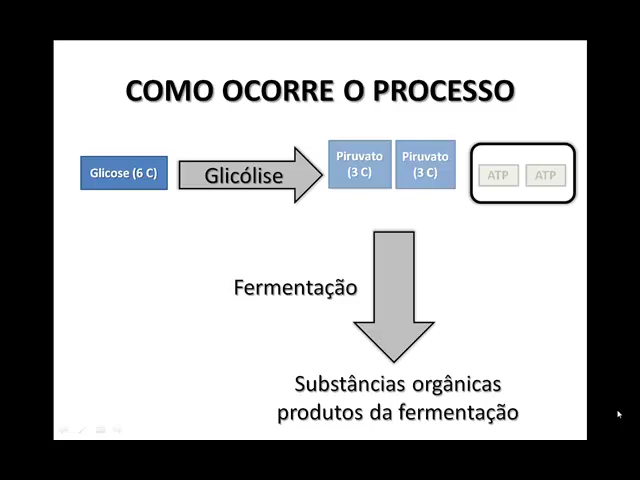 COMO OCORRE O PROCESSO
Glicose (6 C)
Glicólise
Piruvato
(3 C)
Piruvato
(3 C)
ATP
ATP
Fermentação
Substâncias orgânicas
produtos da fermentação